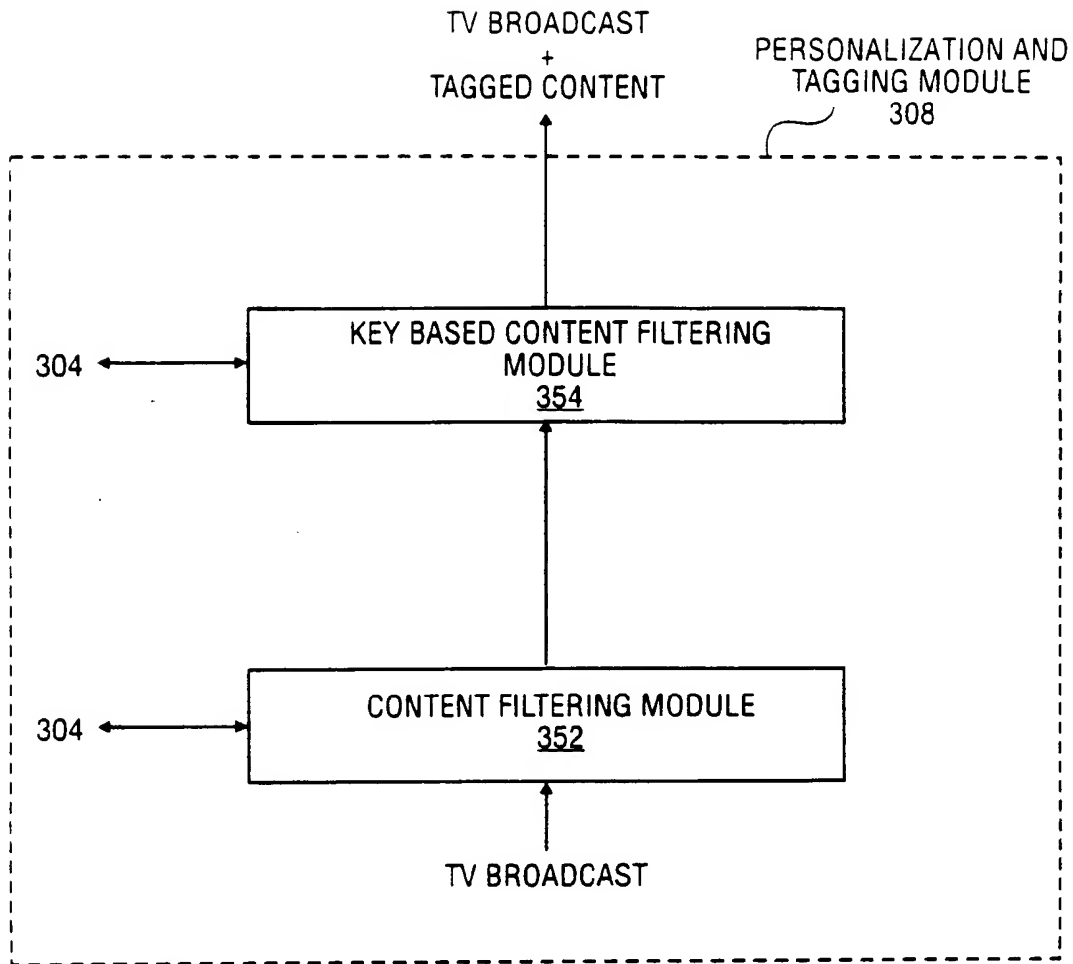 TV BROADCAST
+
TAGGED CONTENT
PERSONALIZATION AND
TAGGING MODULE
308
KEY BASED CONTENT FILTERING
MODULE
354
304
CONTENT FILTERING MODULE
352
304
TV BROADCAST